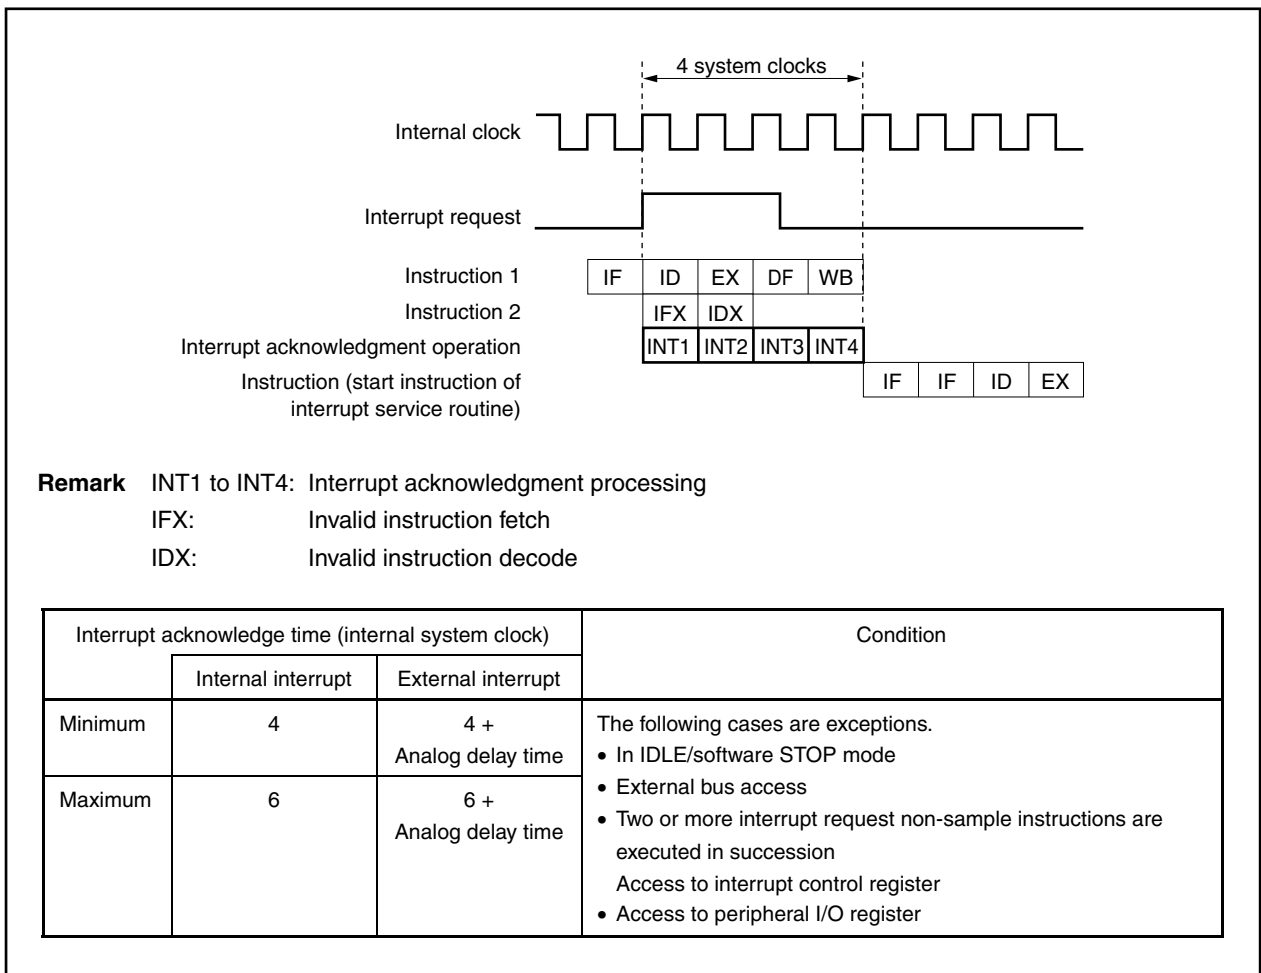 4 system clocks
Internal clock
Interrupt request
Instruction 1 IF ID EX DF WB
Instruction 2 IFX IDX
Interrupt acknowledgment operation INT1 INT2 INT3 INT4
Instruction (start instruction of IF IF ID EX
interrupt service routine)
Remark INT1 to INT4: Interrupt acknowledgment processing
IFX: Invalid instruction fetch
IDX: Invalid instruction decode
Interrupt acknowledge time (internal system clock) Condition
Internal interrupt External interrupt
Minimum 4 4 + The following cases are exceptions.
Analog delay time • In IDLE/software STOP mode
• External bus access
Maximum 6 6 + • Two or more interrupt request non-sample instructions are
Analog delay time executed in succession
Access to interrupt control register
• Access to peripheral I/O register